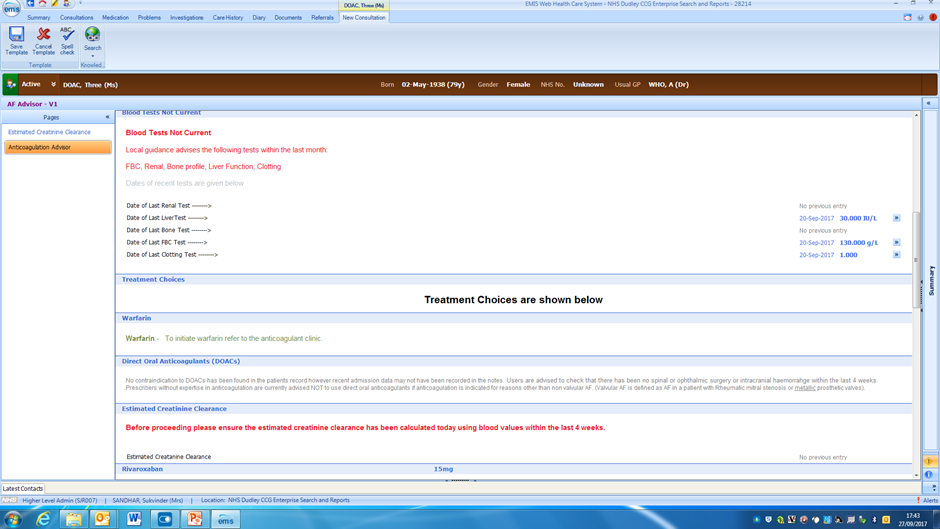 emis
DOAC, Three (Ms)
EMIS Web Health Care System - NHS Dudley CCG Enterprise Search and Reports - 28214
Summary Consultations Medication Problems Investigations Care History Diary Documents Referrals New Consultation
Save Template
Cancel Template
ABC
Spell check
Search
Template
Knowled..
Active DOAC, Three (Ms) Born 02-May-1938 (79y) Gender Female NHS No. Unknown Usual GP WHO, A (Dr)
AF Advisor - V1
Pages
Estimated Creatinine Clearance
Anticoagulation Advisor
Blood Tests Not Current
Blood Tests Not Current
Local guidance advises the following tests within the last month:
FBC, Renal, Bone profile, Liver Function, Clotting
Dates of recent tests are given below
Date of Last Renal Test -------> No previous entry
Date of Last LiverTest -------> 20-Sep-2017 30.000 IU/L
Date of Last Bone Test -------> No previous entry
Date of Last FBC Test -------> 20-Sep-2017 130.000 g/L
Date of Last Clotting Test -------> 20-Sep-2017 1.000
Treatment Choices
Treatment Choices are shown below
Warfarin
Warfarin - To initiate warfarin refer to the anticoagulant clinic.
Direct Oral Anticoagulants (DOACs)
No contraindication to DOACs has been found in the patients record however recent admission data may not have been recorded in the notes. Users are advised to check that there has been no spinal or ophthalmic surgery or intracranial haemorrahge within the last 4 weeks.
Prescribers without expertise in anticoagulation are currently advised NOT to use direct oral anticoagulants if anticoagulation is indicated for reasons other than non valvular AF. (Valvular AF is defined as AF in a patient with Rheumatic mitral stenosis or metallic prosthetic valves).
Estimated Creatinine Clearance
Before proceeding please ensure the estimated creatinine clearance has been calculated today using blood values within the last 4 weeks.
Estimated Creatanine Clearance No previous entry
Rivaroxaban 15mg
Summary
Latest Contacts
NHS Higher Level Admin (S/R007) SANDHAR, Sukvinder (Mrs) Location: NHS Dudley CCG Enterprise Search and Reports
Alerts
emis
17:43
27/09/2017